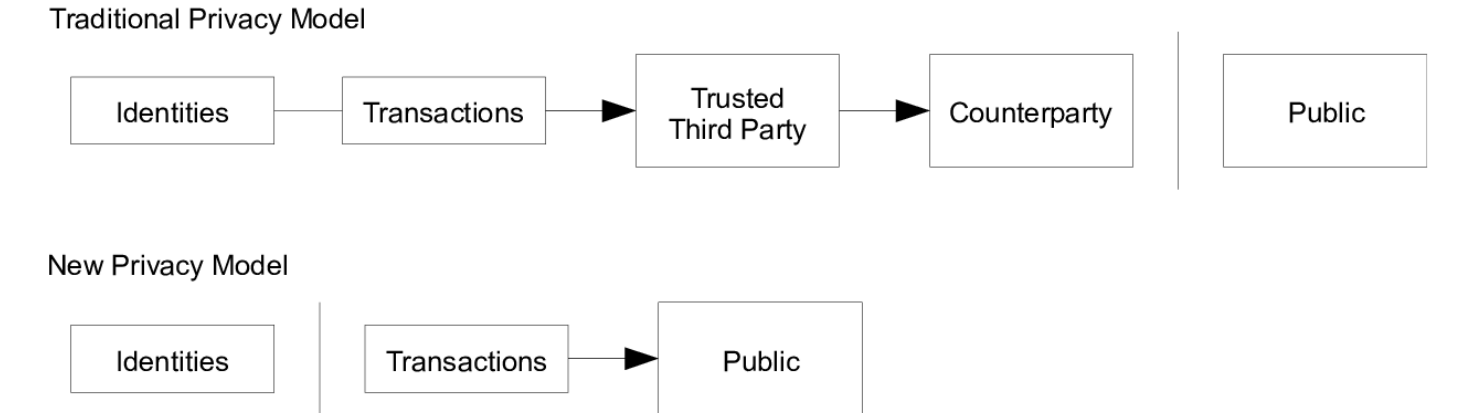 Traditional Privacy Model
Identities
Transactions
Trusted
Third Party
Counterparty
Public
New Privacy Model
Identities
Transactions
Public